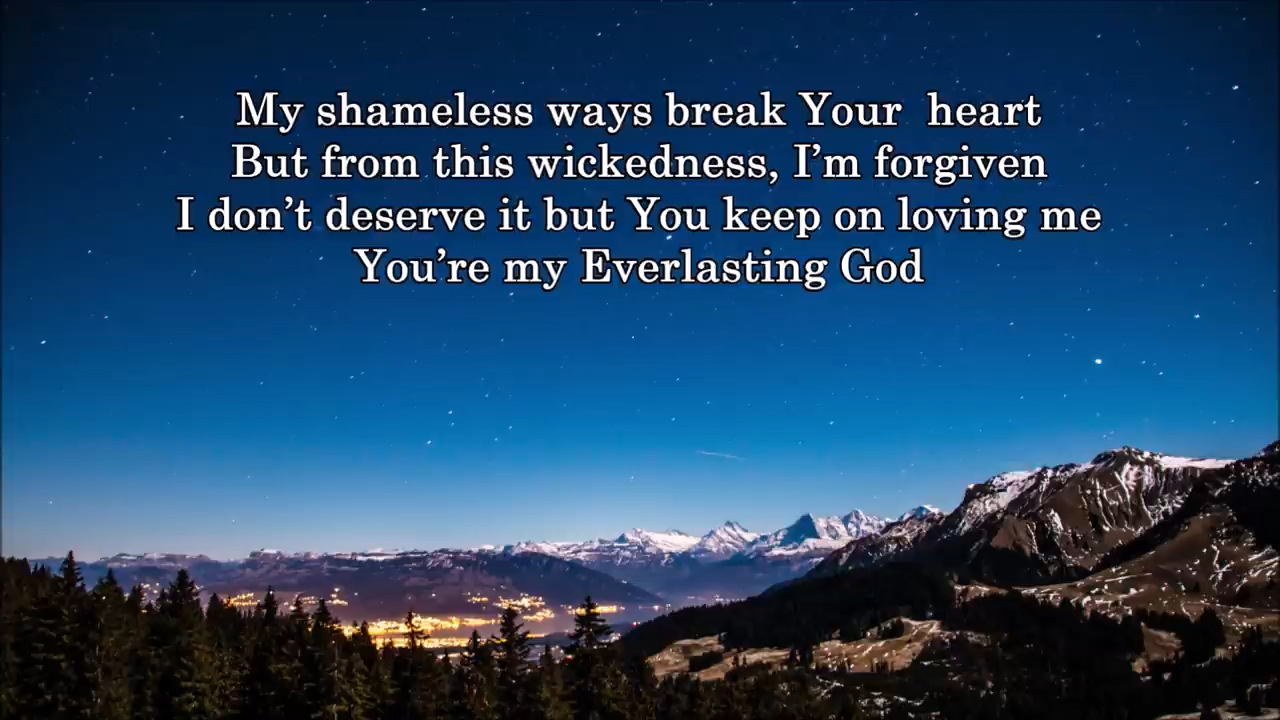 My shameless ways break Your  heart
But from this wickedness, I’m forgiven
I don’t deserve it but You keep on loving me
You’re my Everlasting God